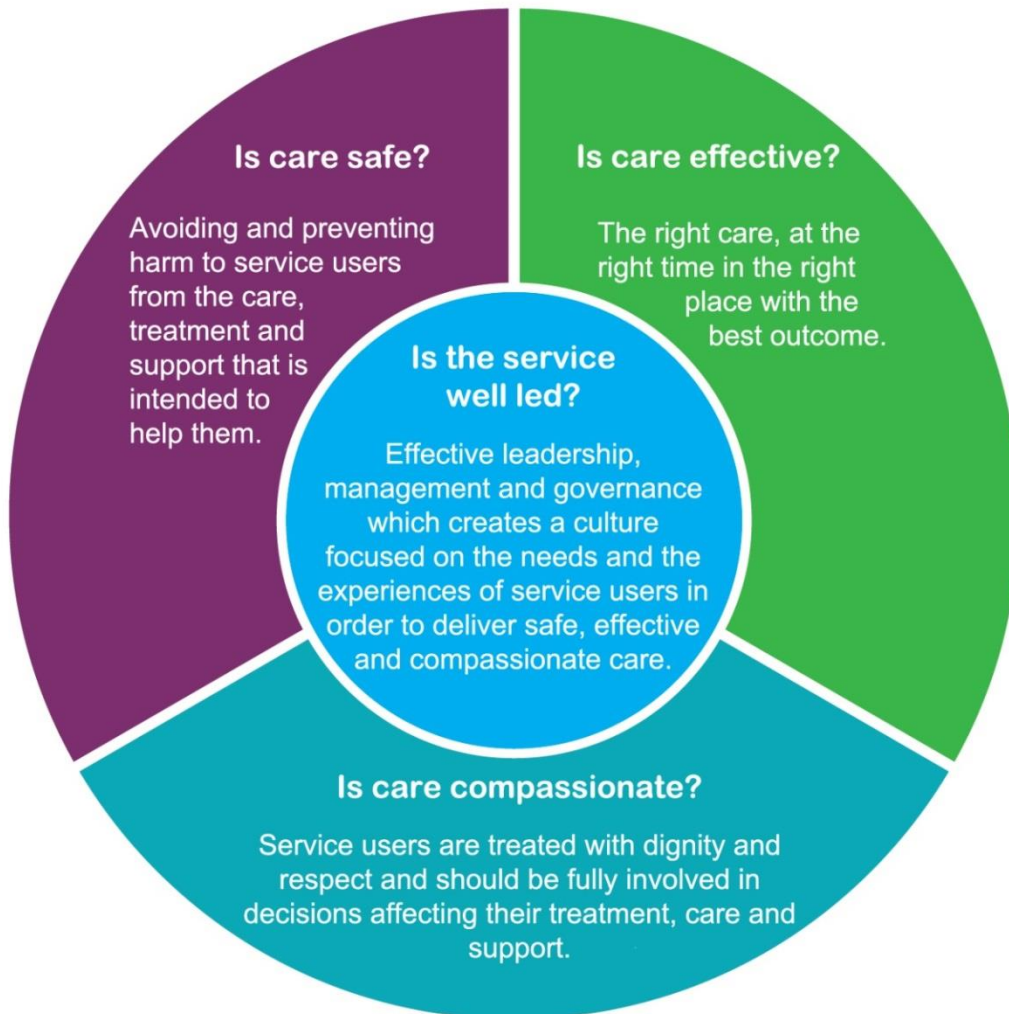 Is care safe?
Avoiding and preventing
harm to service users
from the care,
treatment and
support that is
intended to
help them.
Is care effective?
The right care, at the
right time in the right
place with the
best outcome.
Is the service
well led?
Effective leadership,
management and governance
which creates a culture
focused on the needs and the
experiences of service users in
order to deliver safe, effective
and compassionate care.
Is care compassionate?
Service users are treated with dignity and
respect and should be fully involved in
decisions affecting their treatment, care and
support.